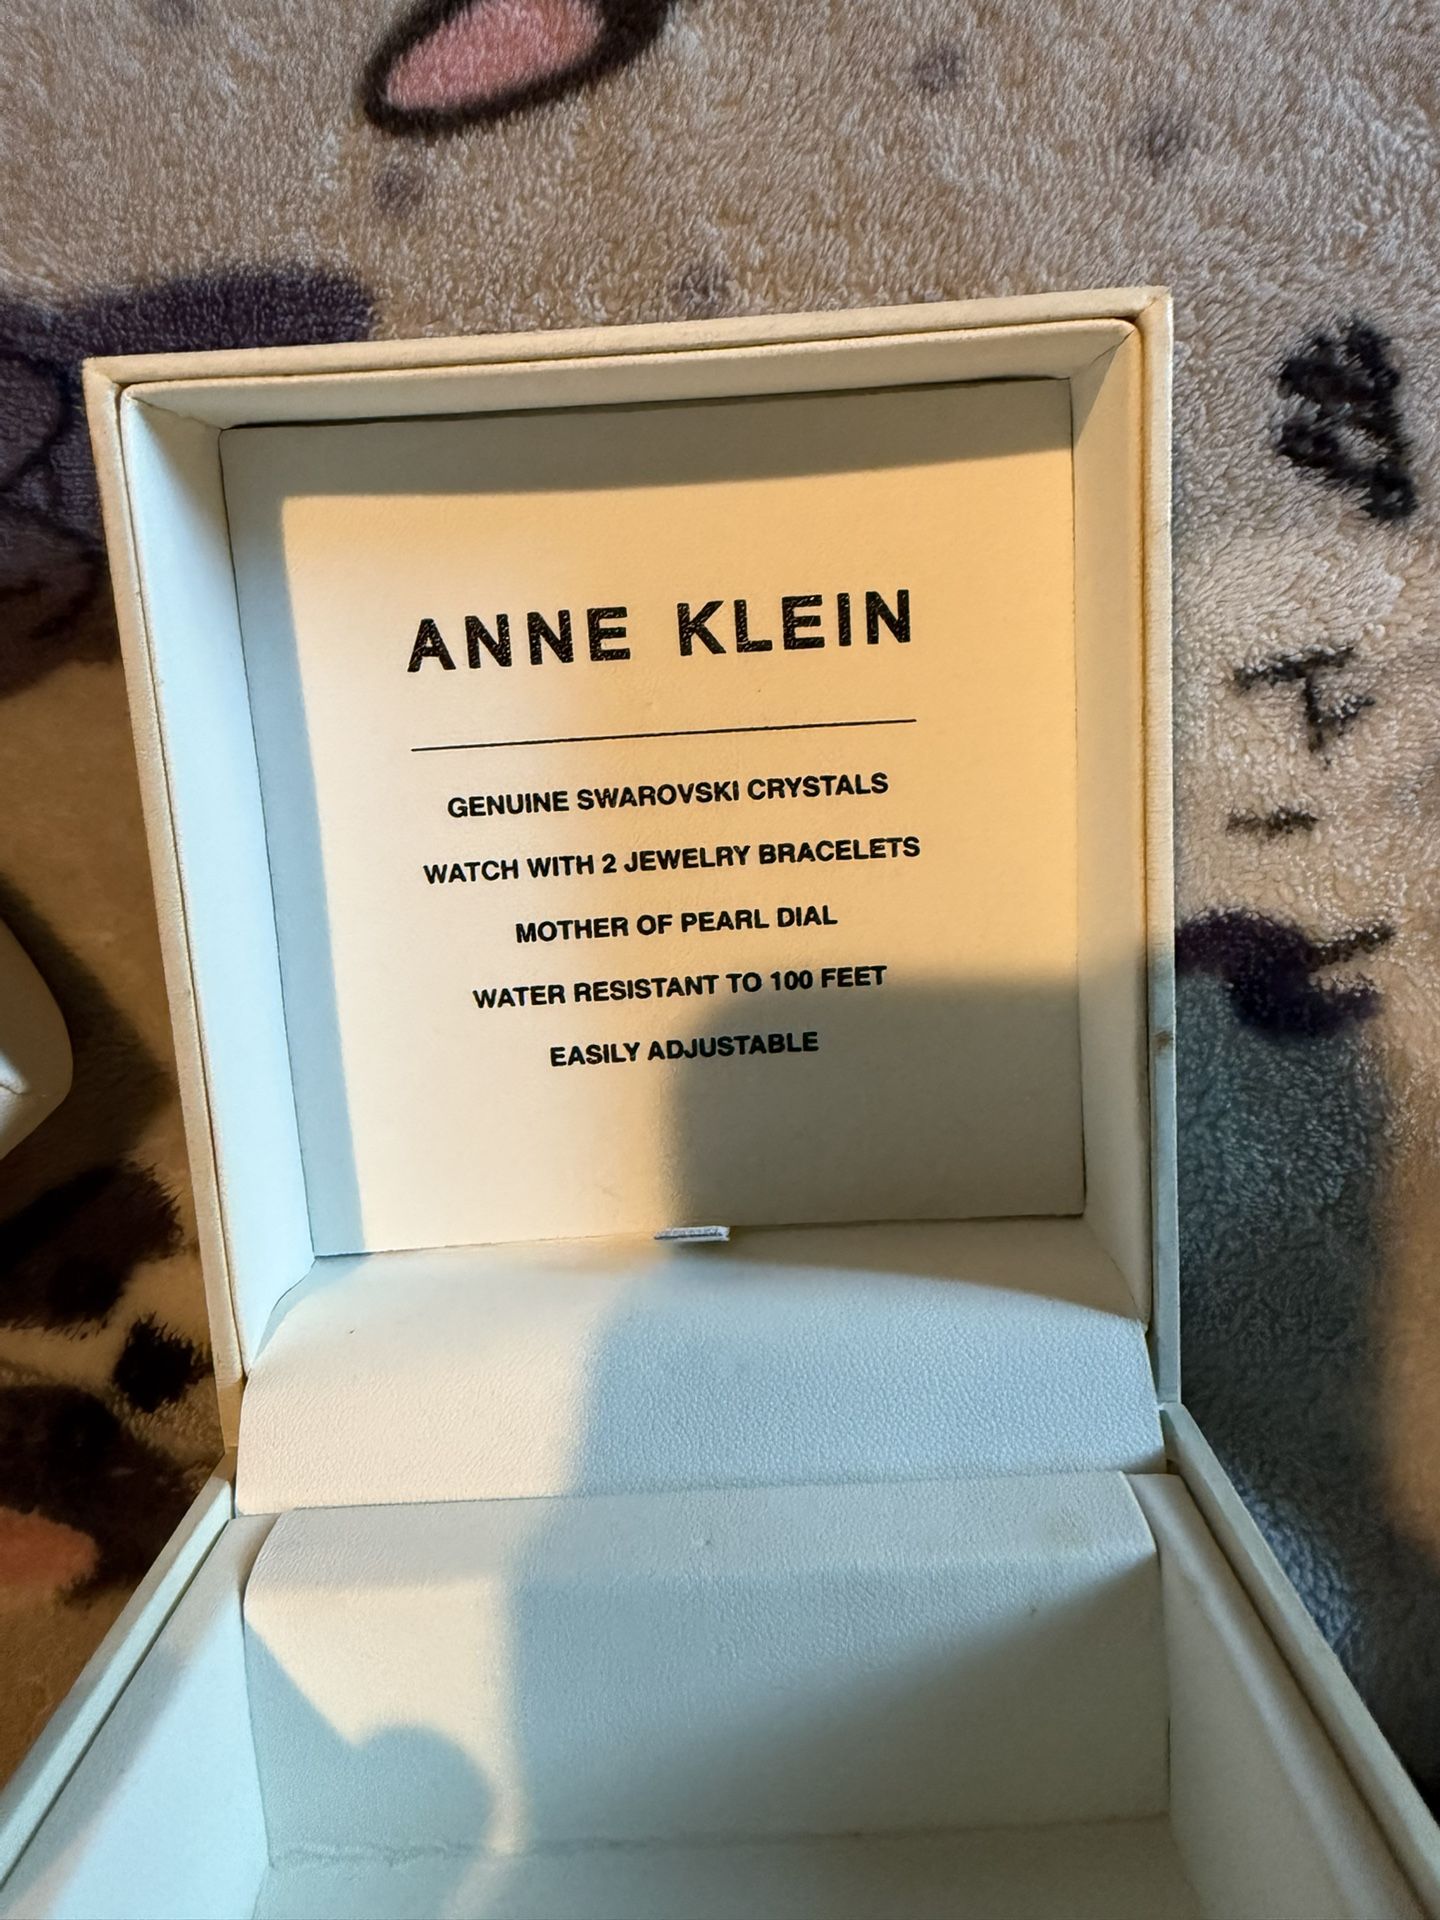 ANNE KLEIN
GENUINE SWAROVSKI CRYSTALS
WATCH WITH 2 JEWELRY BRACELETS
MOTHER OF PEARL DIAL
WATER RESISTANT TO 100 FEET
EASILY ADJUSTABLE